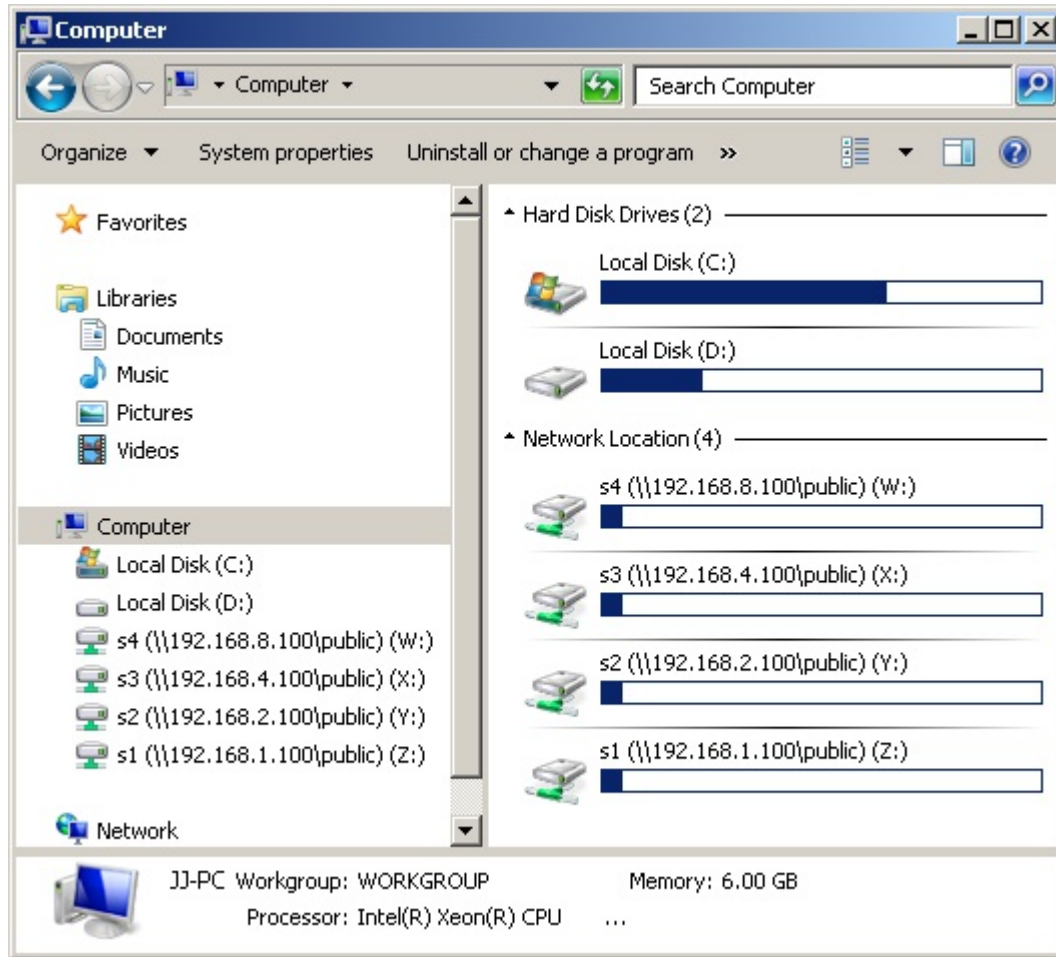 Computer
Computer
Search Computer
Organize
System properties
Uninstall or change a program
»
Favorites
Libraries
Documents
Music
Pictures
Videos
Computer
Local Disk (C:)
Local Disk (D:)
s4 (\\192.168.8.100\public) (W:)
s3 (\\192.168.4.100\public) (X:)
s2 (\\192.168.2.100\public) (Y:)
s1 (\\192.168.1.100\public) (Z:)
Network
Hard Disk Drives (2)
Local Disk (C:)
Local Disk (D:)
Network Location (4)
s4 (\\192.168.8.100\public) (W:)
s3 (\\192.168.4.100\public) (X:)
s2 (\\192.168.2.100\public) (Y:)
s1 (\\192.168.1.100\public) (Z:)
JJ-PC Workgroup: WORKGROUP Memory: 6.00 GB
Processor: Intel(R) Xeon(R) CPU ...